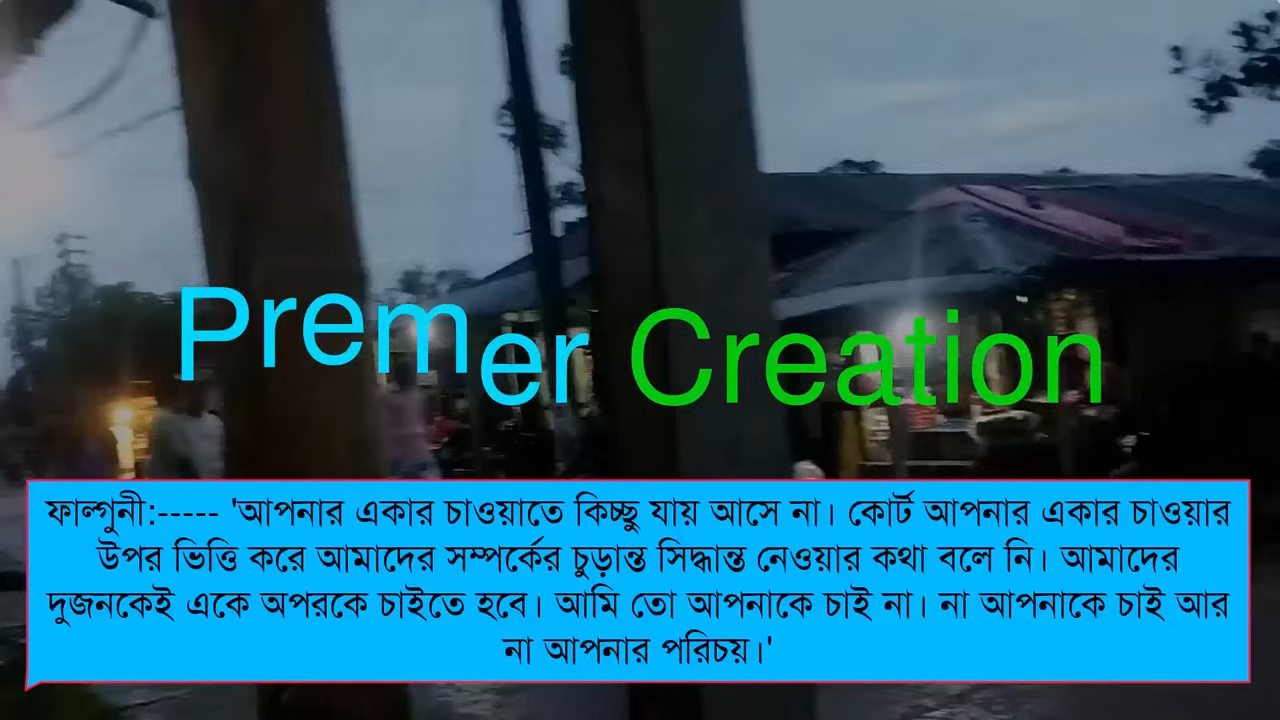 Premer Creation
ফাল্গুনী:----- 'আপনার একার চাওয়াতে কিচ্ছু যায় আসে না। কোর্ট আপনার একার চাওয়ার
উপর ভিত্তি করে আমাদের সম্পর্কের চুড়ান্ত সিদ্ধান্ত নেওয়ার কথা বলে নি। আমাদের
দুজনকেই একে অপরকে চাইতে হবে। আমি তো আপনাকে চাই না। না আপনাকে চাই আর
না আপনার পরিচয়।'